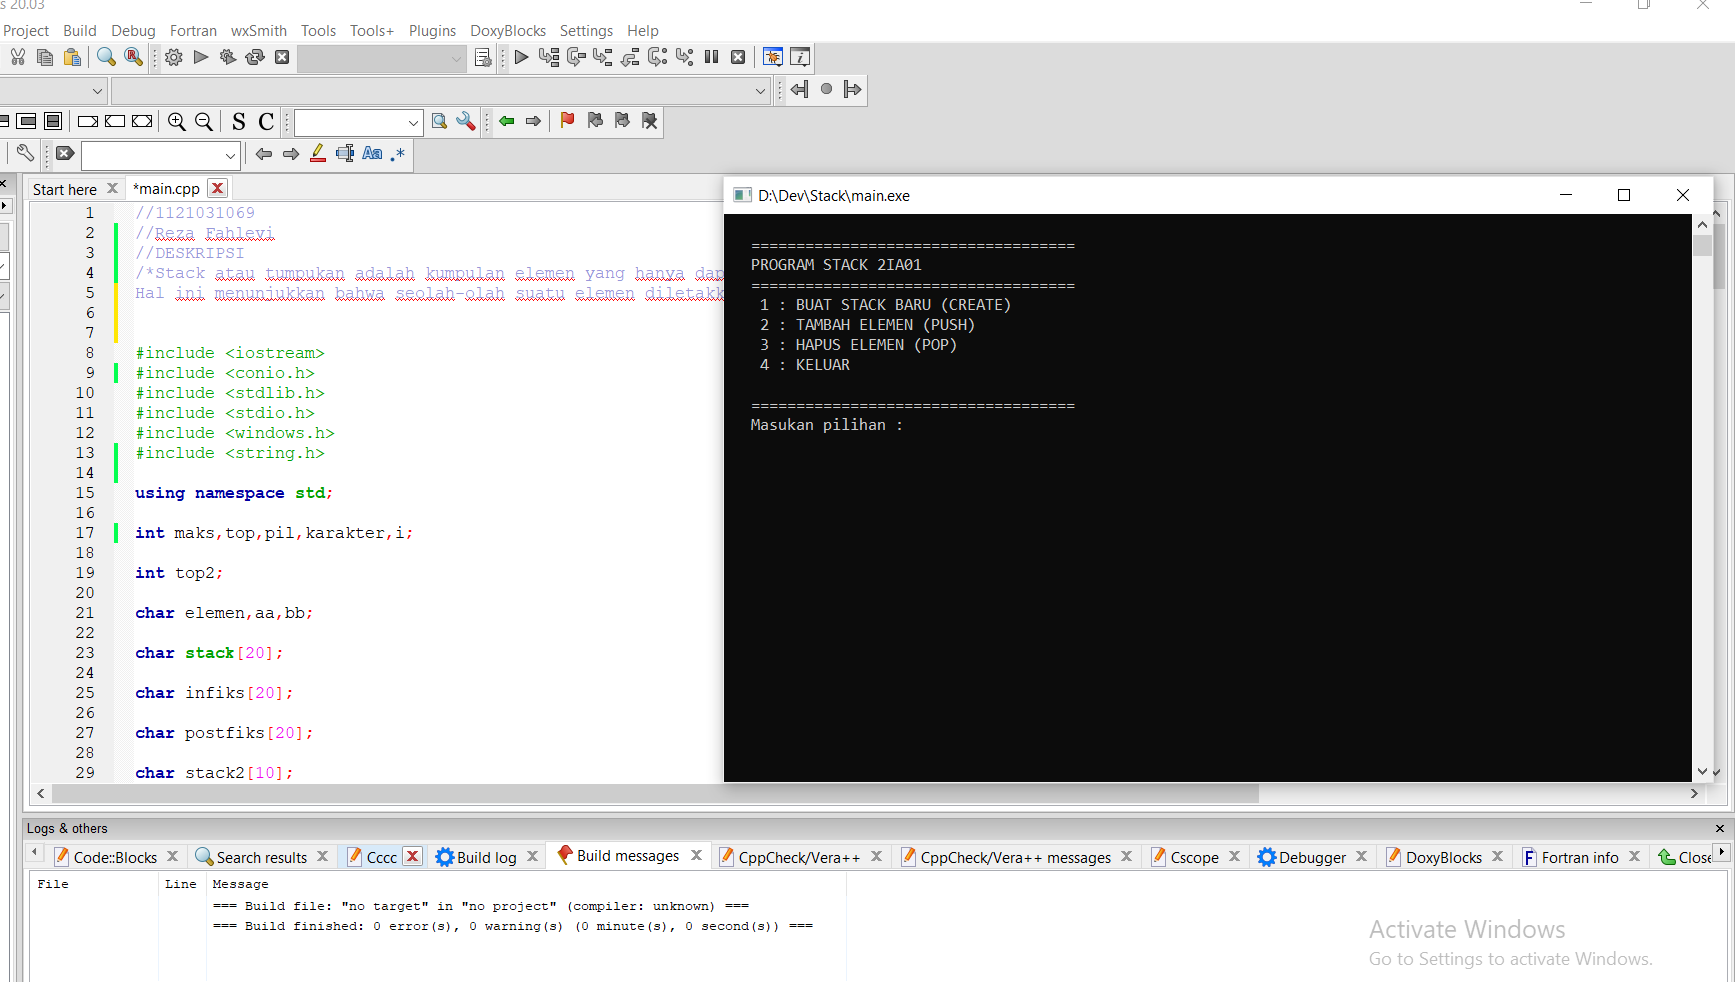 s 20.03
Project Build Debug Fortran wxSmith Tools Tools+ Plugins DoxyBlocks Settings Help
S C
Aa .*
Start here *main.cpp
D:\Dev\Stack\main.exe
1 //1121031069
2 //Reza Fahlevi
3 //DESKRIPSI
4 /*Stack atau tumpukan adalah kumpulan elemen yang hanya dap
5 Hal ini menunjukkan bahwa seolah-olah suatu elemen diletakk
6
7
8 #include <iostream>
9 #include <conio.h>
10 #include <stdlib.h>
11 #include <stdio.h>
12 #include <windows.h>
13 #include <string.h>
14
15 using namespace std;
16
17 int maks,top,pil,karakter,i;
18
19 int top2;
20
21 char elemen,aa,bb;
22
23 char stack[20];
24
25 char infiks[20];
26
27 char postfiks[20];
28
29 char stack2[10];
====================================
PROGRAM STACK 2IA01
====================================
1 : BUAT STACK BARU (CREATE)
2 : TAMBAH ELEMEN (PUSH)
3 : HAPUS ELEMEN (POP)
4 : KELUAR
====================================
Masukan pilihan :
Logs & others
Code::Blocks Search results Cccc Build log Build messages CppCheck/Vera++ CppCheck/Vera++ messages Cscope Debugger DoxyBlocks Fortran info Close
File Line Message
=== Build file: "no target" in "no project" (compiler: unknown) ===
=== Build finished: 0 error(s), 0 warning(s) (0 minute(s), 0 second(s)) ===
Activate Windows
Go to Settings to activate Windows.